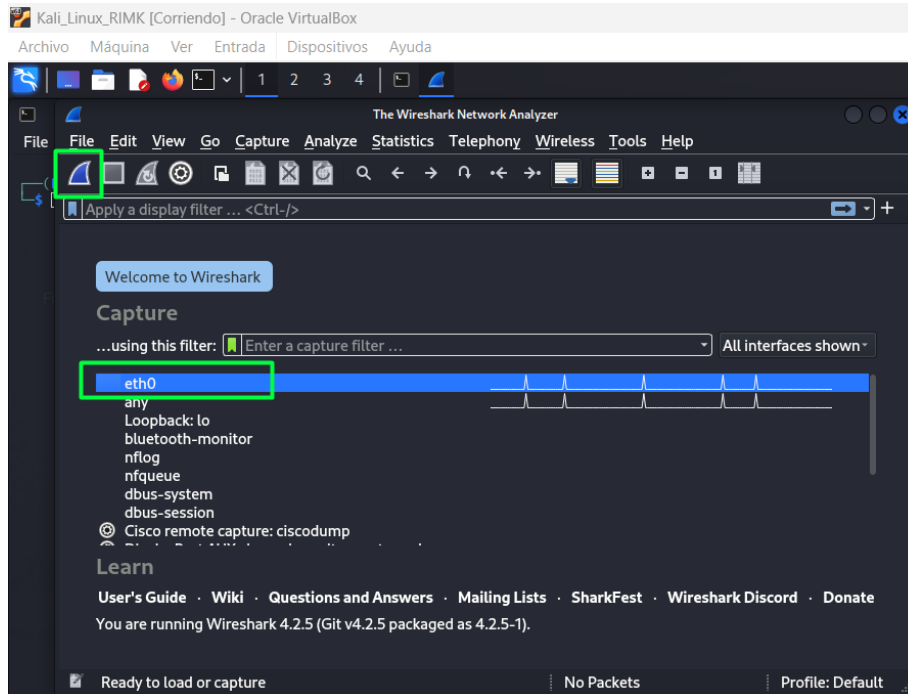 Kali_Linux_RIMK [Corriendo] - Oracle VirtualBox
Archivo Máquina Ver Entrada Dispositivos Ayuda
1 2 3 4
The Wireshark Network Analyzer
File
File Edit View Go Capture Analyze Statistics Telephony Wireless Tools Help
Apply a display filter ... <Ctrl-/>
Welcome to Wireshark
Capture
...using this filter: Enter a capture filter ... All interfaces shown
eth0
any
Loopback: lo
bluetooth-monitor
nflog
nfqueue
dbus-system
dbus-session
Cisco remote capture: ciscodump
Learn
User's Guide · Wiki · Questions and Answers · Mailing Lists · SharkFest · Wireshark Discord · Donate
You are running Wireshark 4.2.5 (Git v4.2.5 packaged as 4.2.5-1).
Ready to load or capture No Packets Profile: Default